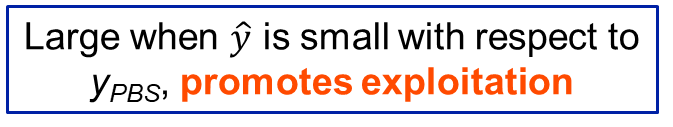 Large when ŷ is small with respect to
y_PBS, promotes exploitation